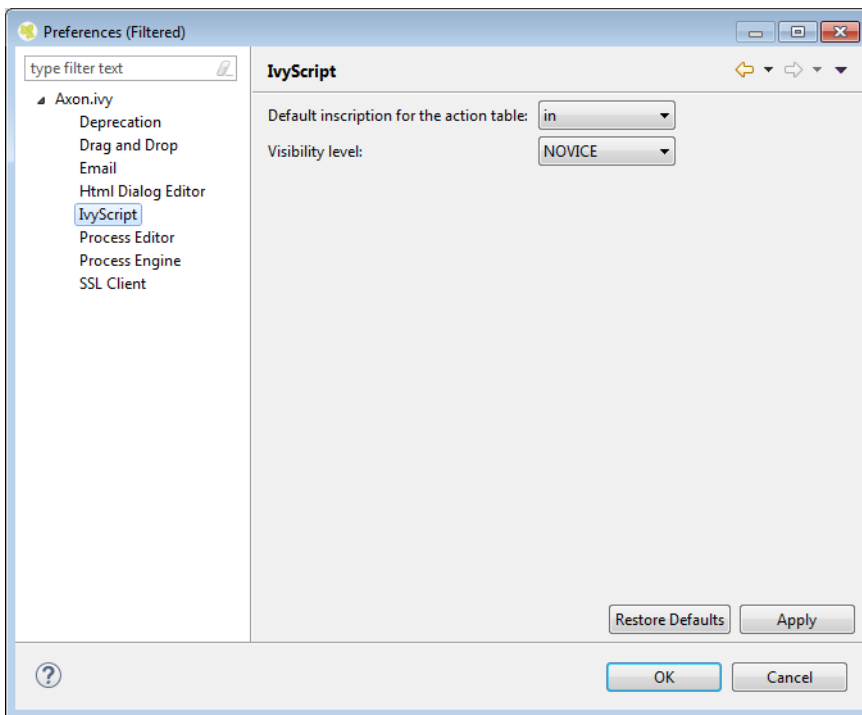 Preferences (Filtered)
type filter text
Axon.ivy
Deprecation
Drag and Drop
Email
Html Dialog Editor
IvyScript
Process Editor
Process Engine
SSL Client
IvyScript
Default inscription for the action table: in
Visibility level: NOVICE
Restore Defaults Apply
? OK Cancel